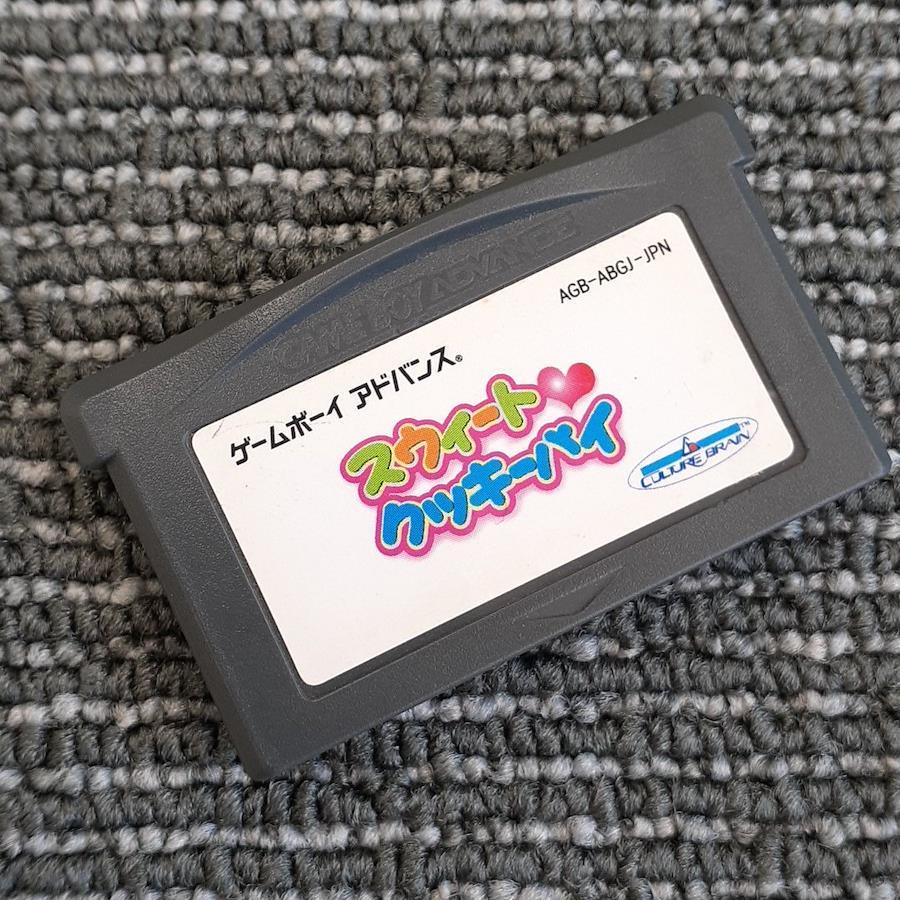 GAME BOY ADVANCE
AGB-ABGJ-JPN
ゲームボーイ アドバンス®
スウィート
クッキーパイ
CULTURE BRAIN™